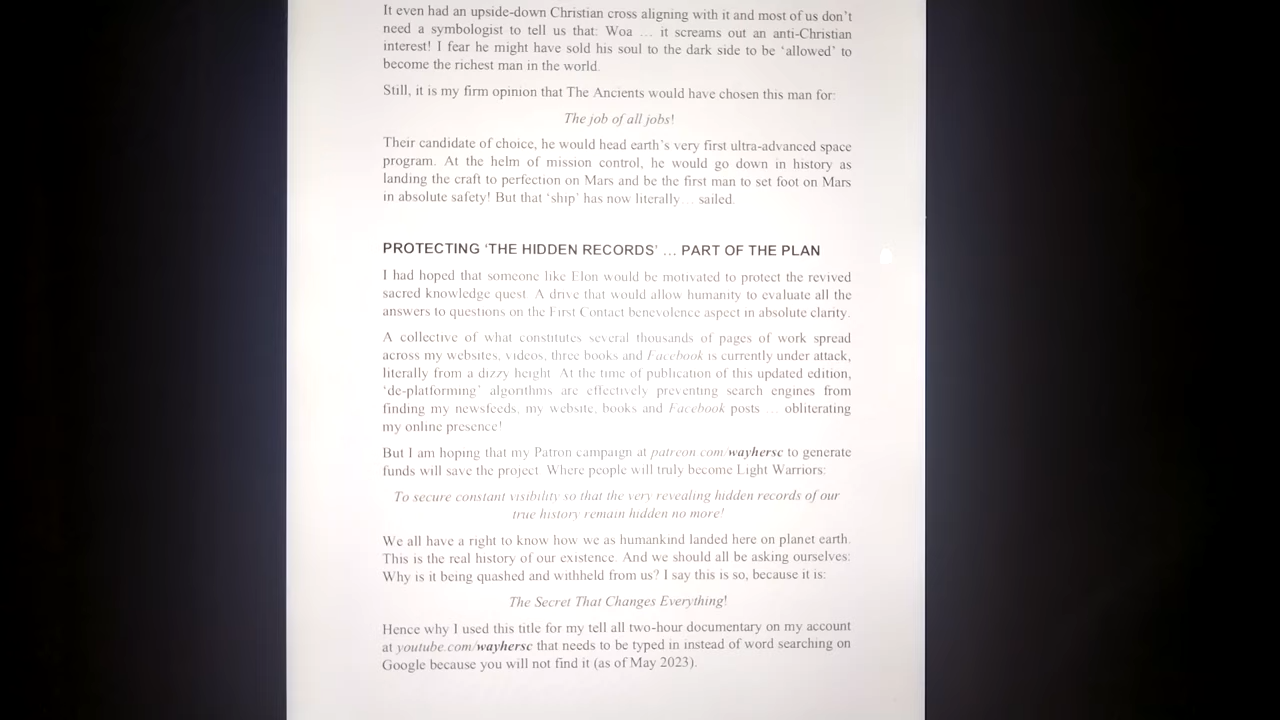 It even had an upside-down Christian cross aligning with it and most of us don't
need a symbologist to tell us that: Woa ... it screams out an anti-Christian
interest! I fear he might have sold his soul to the dark side to be 'allowed' to
become the richest man in the world.
Still, it is my firm opinion that The Ancients would have chosen this man for:
The job of all jobs!
Their candidate of choice, he would head earth's very first ultra-advanced space
program. At the helm of mission control, he would go down in history as
landing the craft to perfection on Mars and be the first man to set foot on Mars
in absolute safety! But that 'ship' has now literally... sailed.
PROTECTING 'THE HIDDEN RECORDS' ... PART OF THE PLAN
I had hoped that someone like Elon would be motivated to protect the revived
sacred knowledge quest. A drive that would allow humanity to evaluate all the
answers to questions on the First Contact benevolence aspect in absolute clarity.
A collective of what constitutes several thousands of pages of work spread
across my websites, videos, three books and Facebook is currently under attack,
literally from a dizzy height. At the time of publication of this updated edition,
'de-platforming' algorithms are effectively preventing search engines from
finding my newsfeeds, my website, books and Facebook posts ... obliterating
my online presence!
But I am hoping that my Patron campaign at patreon.com/wayhersc to generate
funds will save the project. Where people will truly become Light Warriors:
To secure constant visibility so that the very revealing hidden records of our
true history remain hidden no more!
We all have a right to know how we as humankind landed here on planet earth.
This is the real history of our existence. And we should all be asking ourselves:
Why is it being quashed and withheld from us? I say this is so, because it is:
The Secret That Changes Everything!
Hence why I used this title for my tell all two-hour documentary on my account
at youtube.com/wayhersc that needs to be typed in instead of word searching on
Google because you will not find it (as of May 2023).